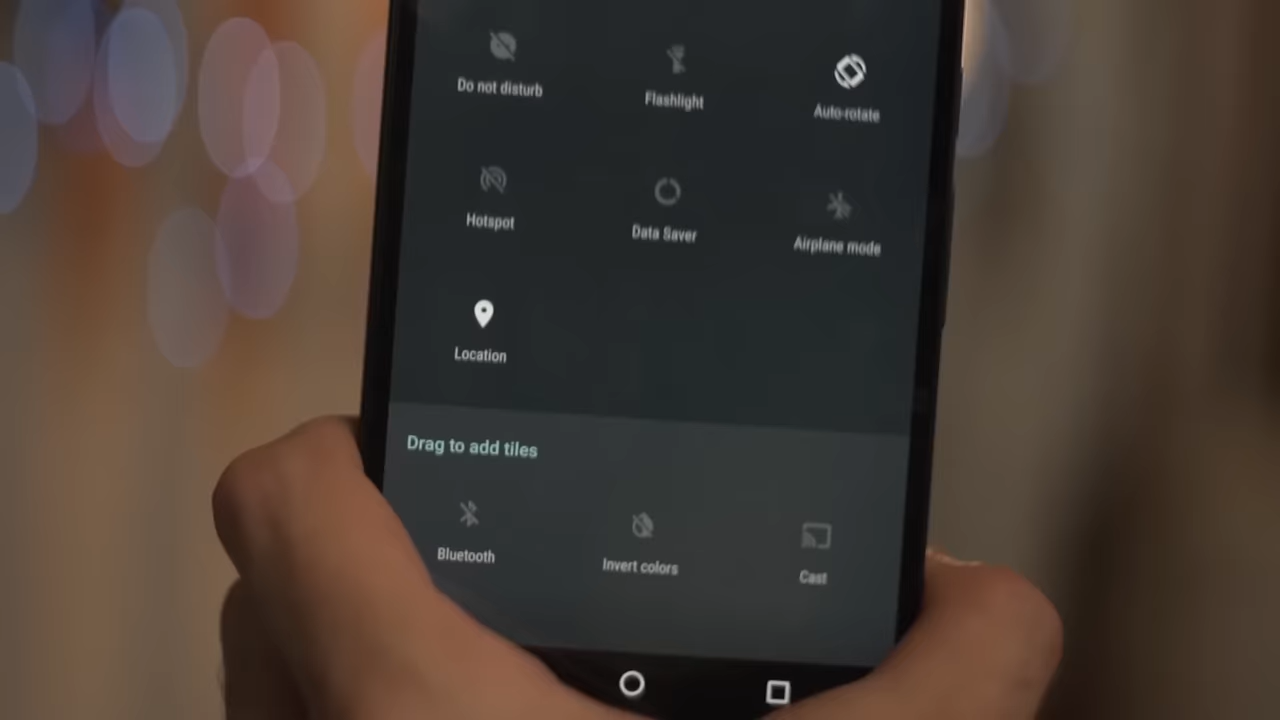 Do not disturb
Flashlight
Auto-rotate
Hotspot
Data Saver
Airplane mode
Location
Drag to add tiles
Bluetooth
Invert colors
Cast